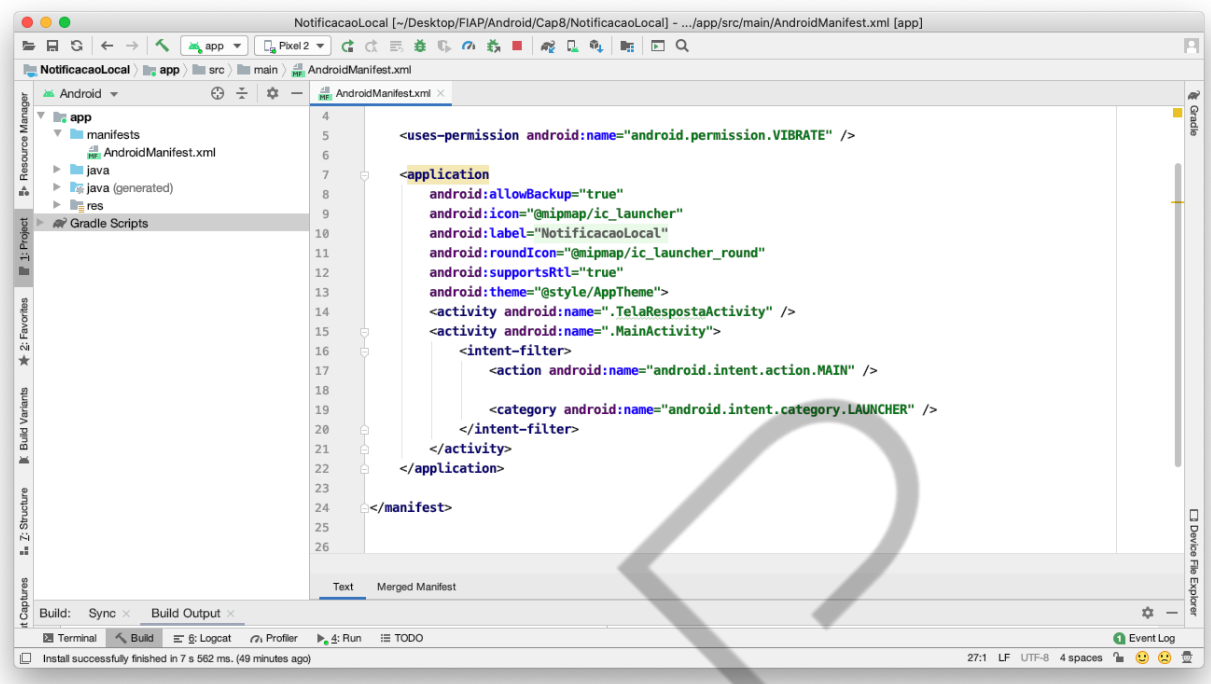 NotificacaoLocal [~/Desktop/FIAP/Android/Cap8/NotificacaoLocal] - .../app/src/main/AndroidManifest.xml [app]
app Pixel 2
NotificacaoLocal app src main AndroidManifest.xml
Android
AndroidManifest.xml
Resource Manager
1: Project
2: Favorites
Build Variants
Z: Structure
Captures
app
manifests
AndroidManifest.xml
java
java (generated)
res
Gradle Scripts
4
5 <uses-permission android:name="android.permission.VIBRATE" />
6
7 <application
8 android:allowBackup="true"
9 android:icon="@mipmap/ic_launcher"
10 android:label="NotificacaoLocal"
11 android:roundIcon="@mipmap/ic_launcher_round"
12 android:supportsRtl="true"
13 android:theme="@style/AppTheme">
14 <activity android:name=".TelaRespostaActivity" />
15 <activity android:name=".MainActivity">
16 <intent-filter>
17 <action android:name="android.intent.action.MAIN" />
18
19 <category android:name="android.intent.category.LAUNCHER" />
20 </intent-filter>
21 </activity>
22 </application>
23
24 </manifest>
25
26
Gradle
Device File Explorer
Text Merged Manifest
Build: Sync Build Output
Terminal Build 6: Logcat Profiler 4: Run TODO 1 Event Log
Install successfully finished in 7 s 562 ms. (49 minutes ago) 27:1 LF UTF-8 4 spaces